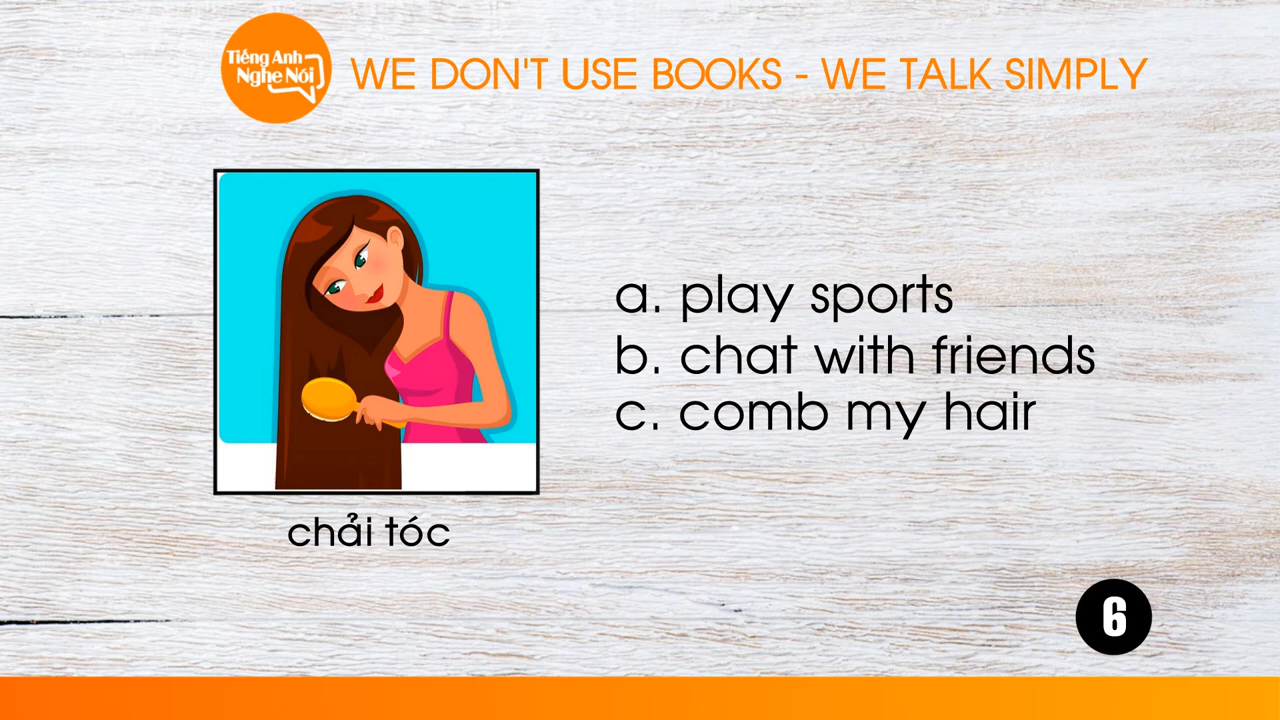 Tiếng Anh
Nghe Nói
WE DON'T USE BOOKS - WE TALK SIMPLY
a. play sports
b. chat with friends
c. comb my hair
chải tóc
6